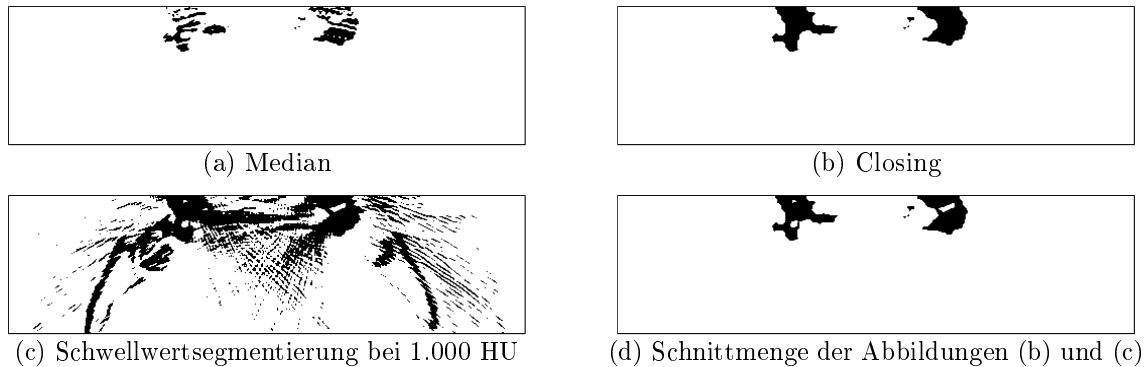 (a) Median
(b) Closing
(c) Schwellwertsegmentierung bei 1.000 HU
(d) Schnittmenge der Abbildungen (b) und (c)